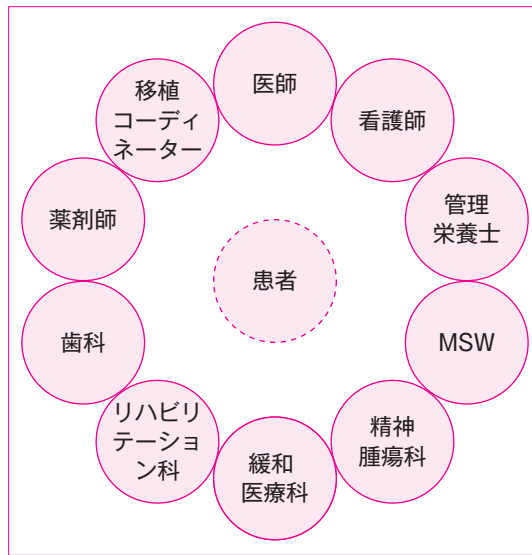 医師
看護師
管理
栄養士
MSW
精神
腫瘍科
緩和
医療科
リハビリ
テーショ
ン科
歯科
薬剤師
移植
コーディ
ネーター
患者